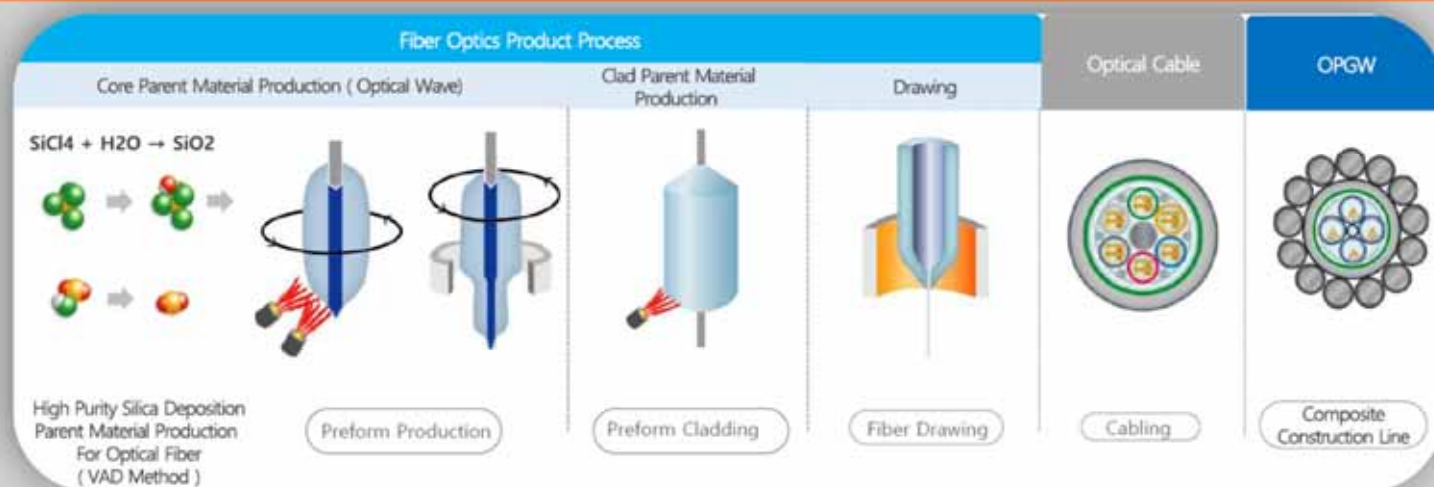 Fiber Optics Product Process
Optical Cable
OPGW
Core Parent Material Production ( Optical Wave)
Clad Parent Material
Production
Drawing
SiCl4 + H2O → SiO2
High Purity Silica Deposition
Parent Material Production
For Optical Fiber
( VAD Method )
Preform Production
Preform Cladding
Fiber Drawing
Cabling
Composite
Construction Line